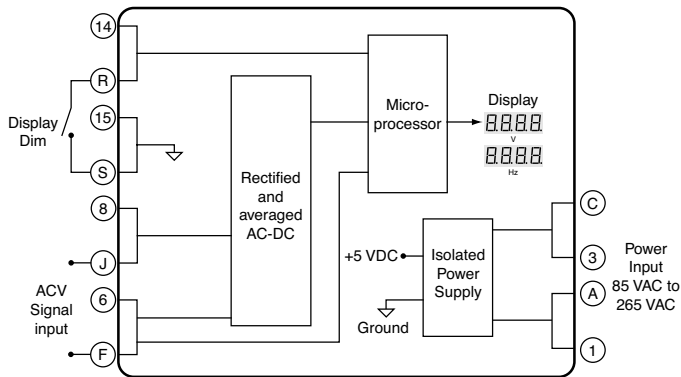 14
R
Display
Dim
15
S
8
J
ACV
Signal
input
6
F
Rectified
and
averaged
AC-DC
Micro-
processor
Display
8.8.8.8.
V
8.8.8.8.
Hz
+5 VDC
Ground
Isolated
Power
Supply
C
3
Power
Input
85 VAC to
265 VAC
A
1